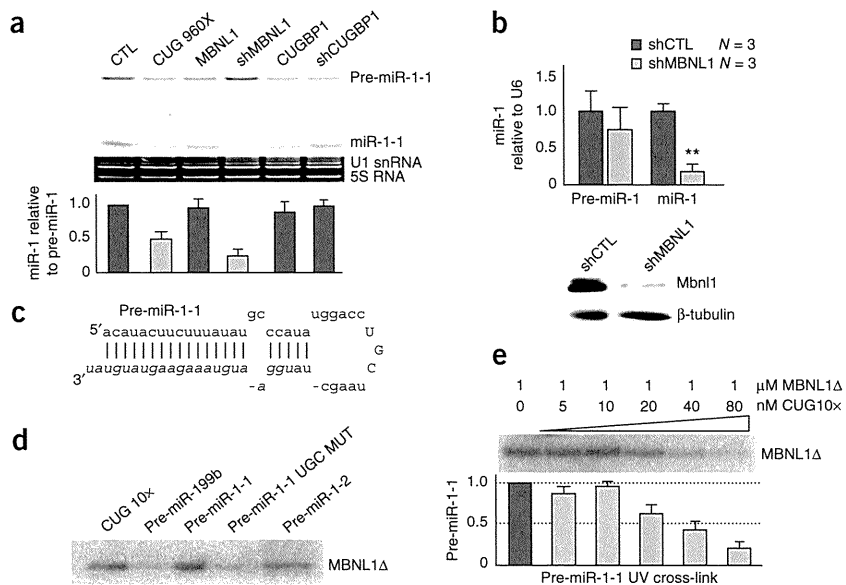 a
CTL
CUG 960X
MBNL1
shMBNL1
CUGBP1
shCUGBP1
Pre-miR-1-1
miR-1-1
U1 snRNA
5S RNA
miR-1 relative
to pre-miR-1
1.0
0.5
0
b
shCTL N = 3
shMBNL1 N = 3
miR-1
relative to U6
1.5
1.0
0.5
0
**
Pre-miR-1 miR-1
shCTL
shMBNL1
Mbnl1
β-tubulin
c
Pre-miR-1-1
gc uggacc
5′ acauacuucuuuauau ccaua U
G
C
3′ uauguaugaagaaaugua gguau
-a -cgaau
d
CUG 10×
Pre-miR-199b
Pre-miR-1-1
Pre-miR-1-1 UGC MUT
Pre-miR-1-2
MBNL1Δ
e
1 1 1 1 1 1 μM MBNL1Δ
0 5 10 20 40 80 nM CUG10×
MBNL1Δ
Pre-miR-1-1
1.0
0.5
0
Pre-miR-1-1 UV cross-link